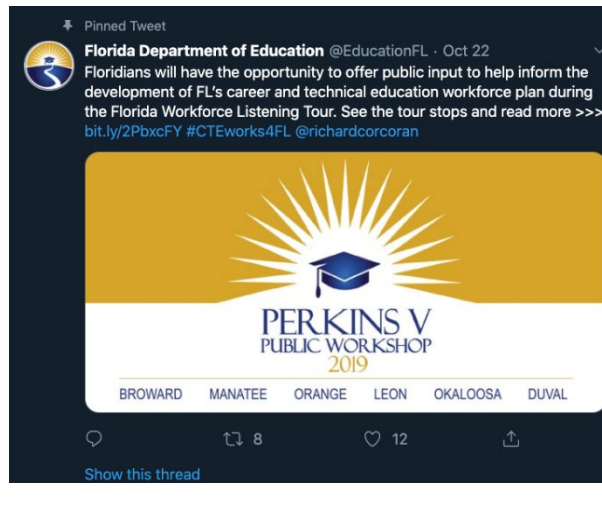 Pinned Tweet
Florida Department of Education @EducationFL · Oct 22
Floridians will have the opportunity to offer public input to help inform the
development of FL's career and technical education workforce plan during
the Florida Workforce Listening Tour. See the tour stops and read more >>>
bit.ly/2PbxcFY #CTEworks4FL @richardcorcoran
PERKINS V
PUBLIC WORKSHOP
2019
BROWARD MANATEE ORANGE LEON OKALOOSA DUVAL
8 12
Show this thread